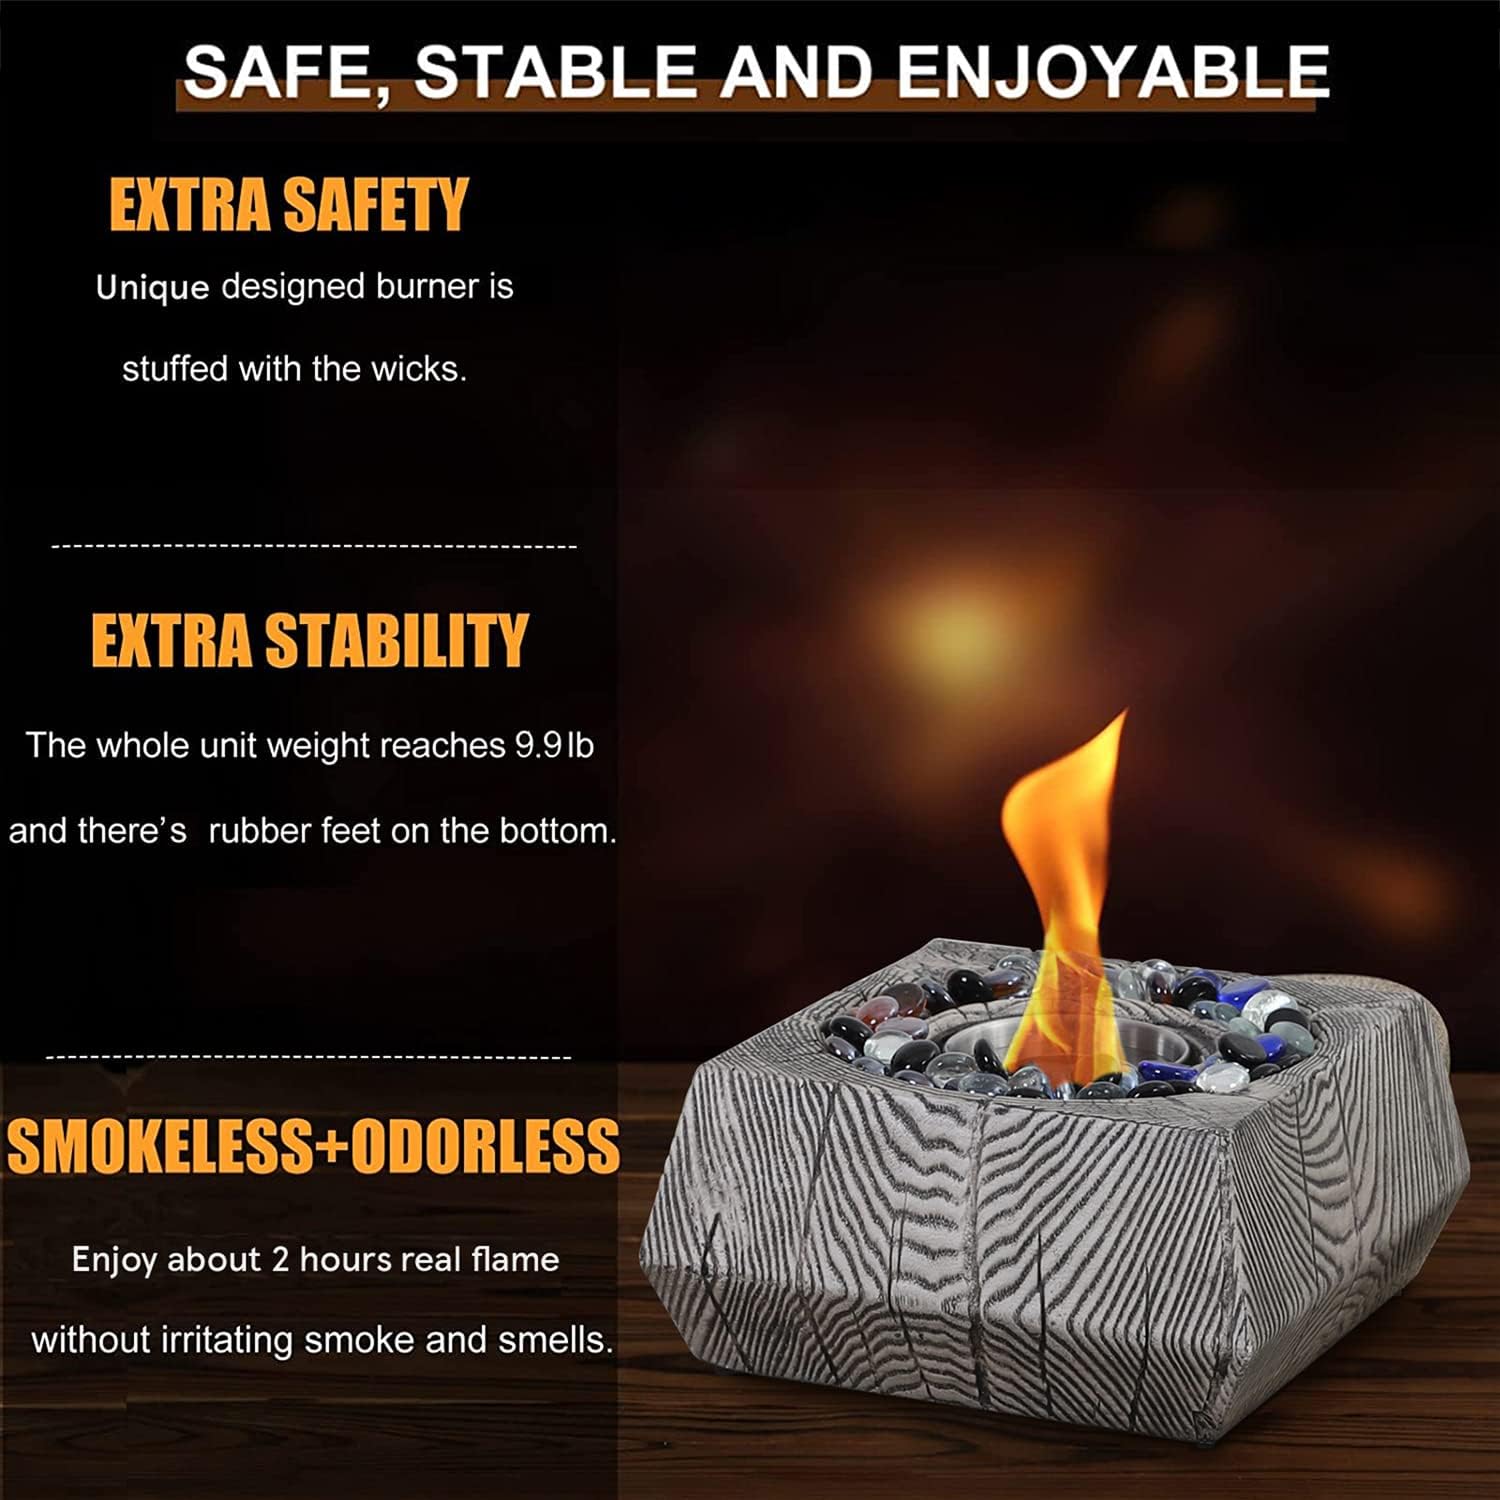 SAFE, STABLE AND ENJOYABLE
EXTRA SAFETY
Unique designed burner is
stuffed with the wicks.
EXTRA STABILITY
The whole unit weight reaches 9.9 lb
and there's rubber feet on the bottom.
SMOKELESS+ODORLESS
Enjoy about 2 hours real flame
without irritating smoke and smells.